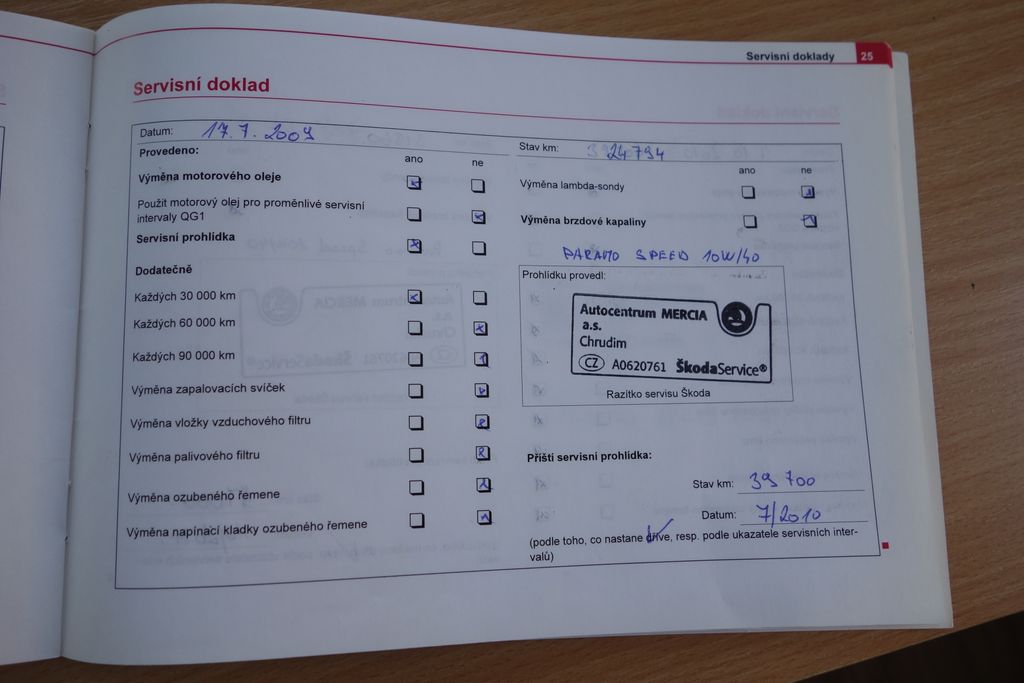 Servisní doklady 25
Servisní doklad
Datum: 17.7.2009
Stav km: 24794
Provedeno:
ano ne
Výměna motorového oleje
Použit motorový olej pro proměnlivé servisní
intervaly QG1
Servisní prohlídka
Dodatečně
Každých 30 000 km
Každých 60 000 km
Každých 90 000 km
Výměna zapalovacích svíček
Výměna vložky vzduchového filtru
Výměna palivového filtru
Výměna ozubeného řemene
Výměna napínací kladky ozubeného řemene
ano ne
Výměna lambda-sondy
Výměna brzdové kapaliny
PARAMO SPEED 10W/40
Prohlídku provedl:
Autocentrum MERCIA
a.s.
Chrudim
CZ A0620761 ŠkodaService®
Razítko servisu Škoda
Příští servisní prohlídka:
Stav km: 39 700
Datum: 7/2010
(podle toho, co nastane dříve, resp. podle ukazatele servisních inter-
valů)